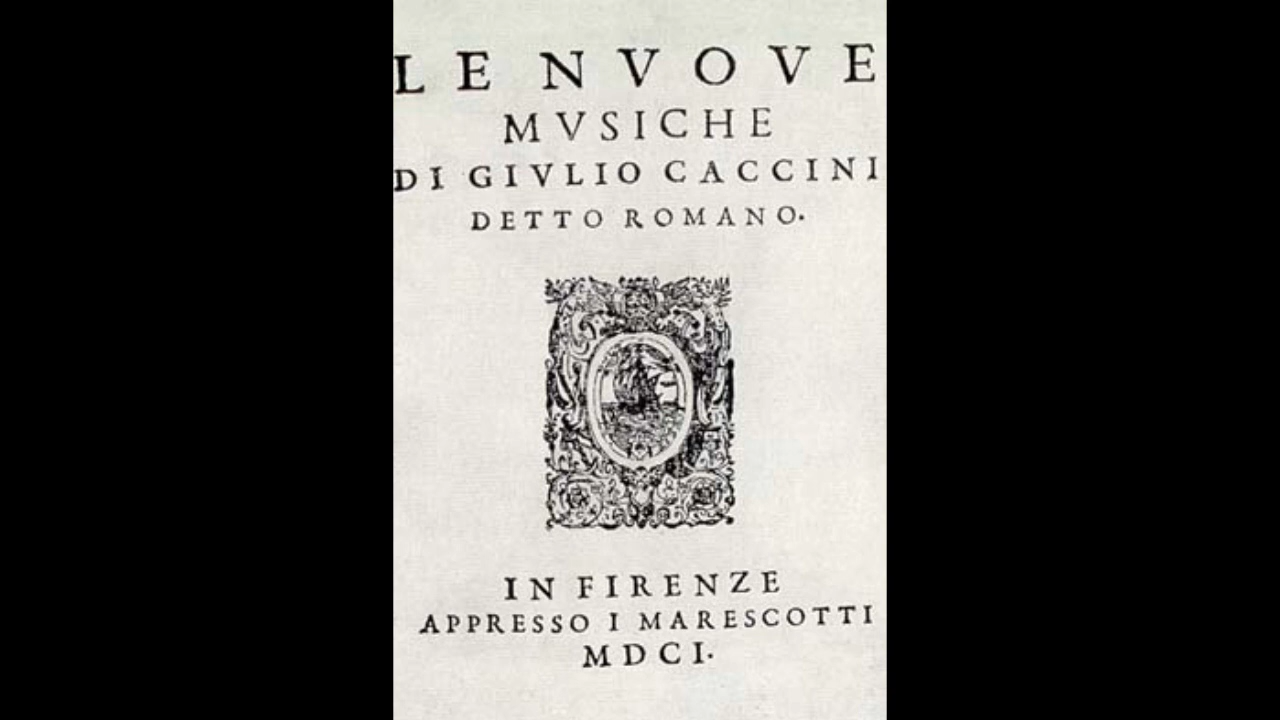 LE NVOVE
MVSICHE
DI GIVLIO CACCINI
DETTO ROMANO.
IN FIRENZE
APPRESSO I MARESCOTTI
MDCI.